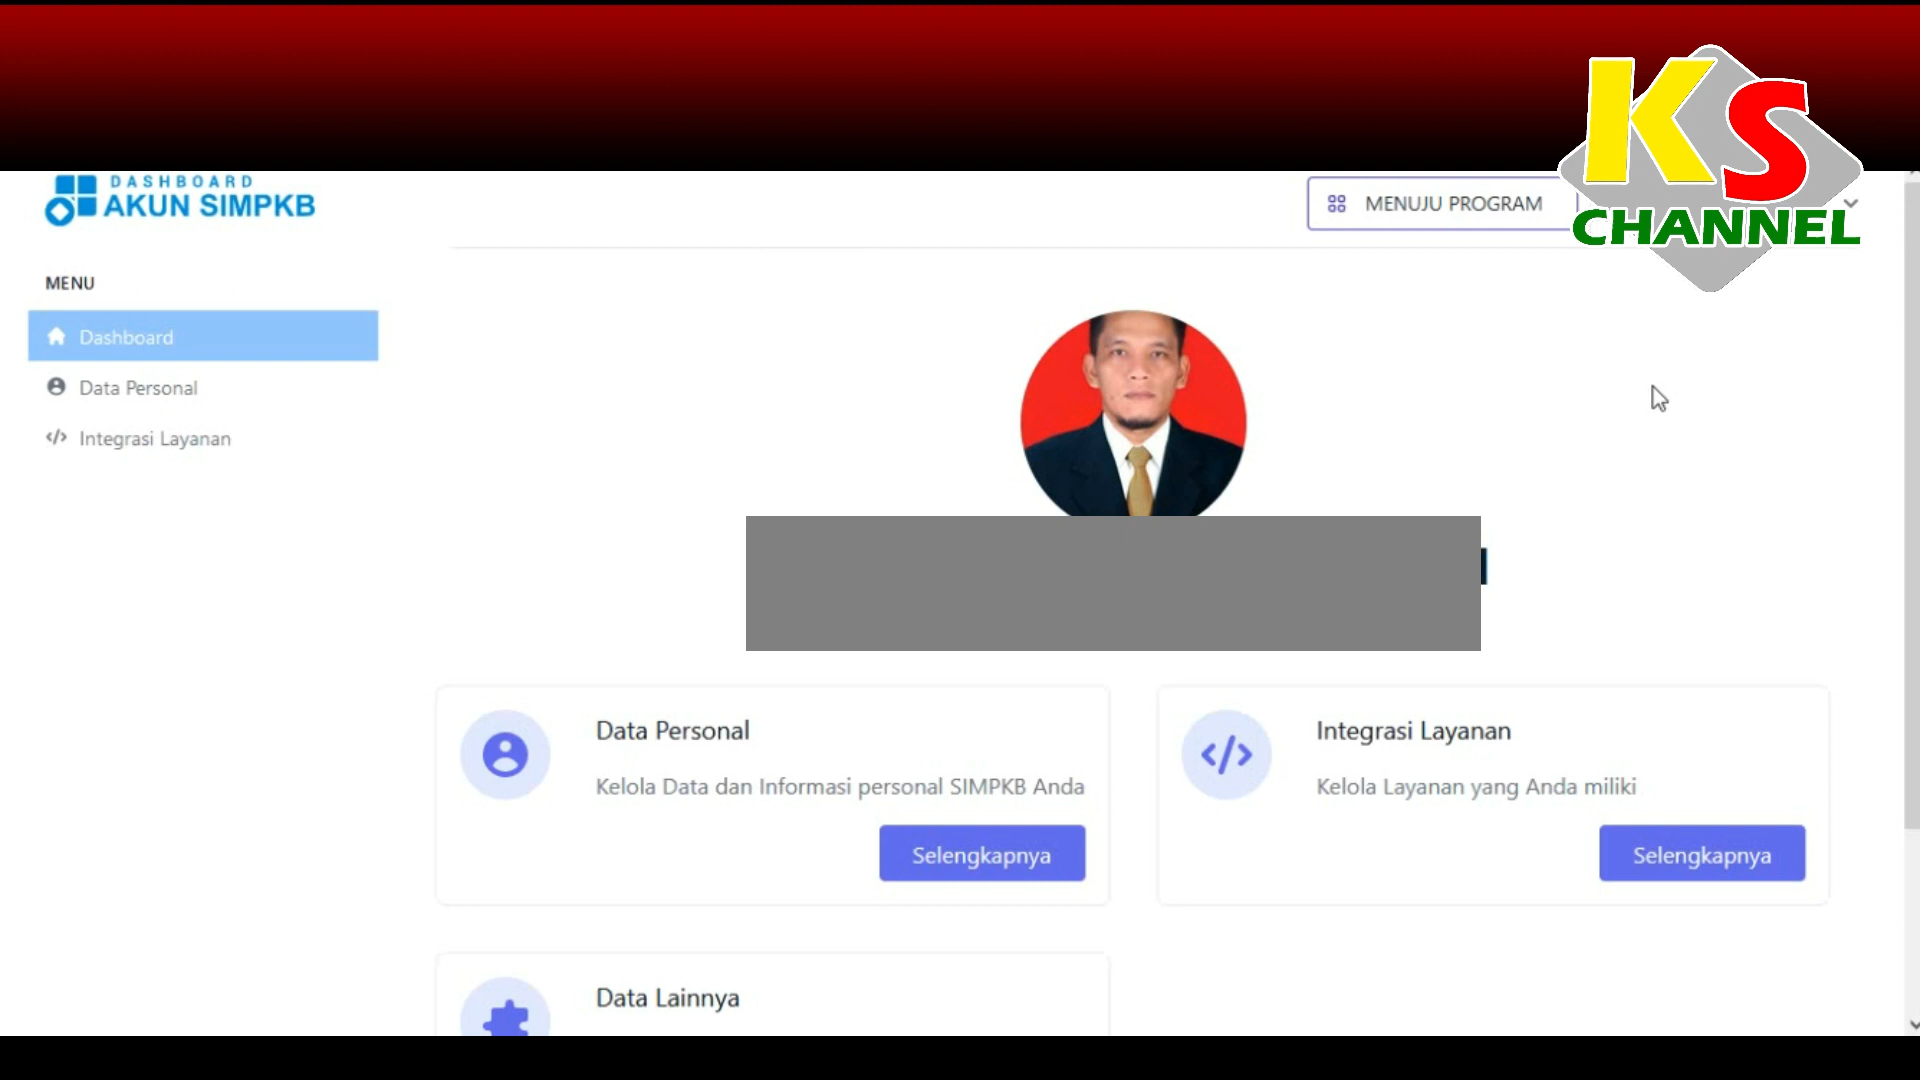 KS
CHANNEL
DASHBOARD
AKUN SIMPKB
MENUJU PROGRAM
MENU
Dashboard
Data Personal
Integrasi Layanan
Data Personal
Kelola Data dan Informasi personal SIMPKB Anda
Selengkapnya
Integrasi Layanan
Kelola Layanan yang Anda miliki
Selengkapnya
Data Lainnya